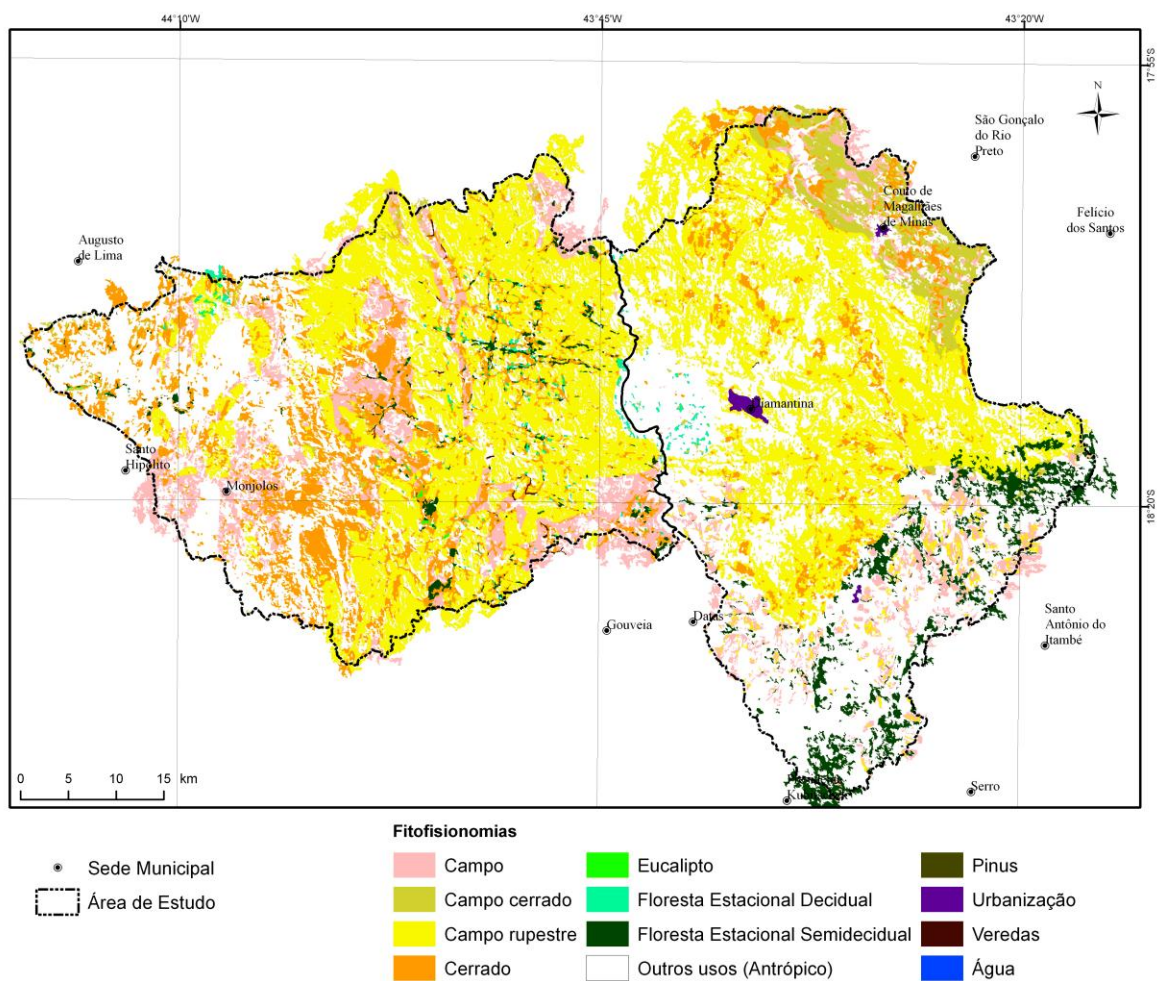 44°10'W
43°45'W
43°20'W
17°55'S
N
São Gonçalo
do Rio
Preto
Couto de
Magalhães
de Minas
Felício
dos Santos
Augusto
de Lima
Diamantina
Santo
Hipólito
Monjolos
18°20'S
Gouveia
Datas
Santo
Antônio do
Itambé
Serro
0 5 10 15 km
Fitofisionomias
Sede Municipal
Área de Estudo
Campo
Campo cerrado
Campo rupestre
Cerrado
Eucalipto
Floresta Estacional Decidual
Floresta Estacional Semidecidual
Outros usos (Antrópico)
Pinus
Urbanização
Veredas
Água